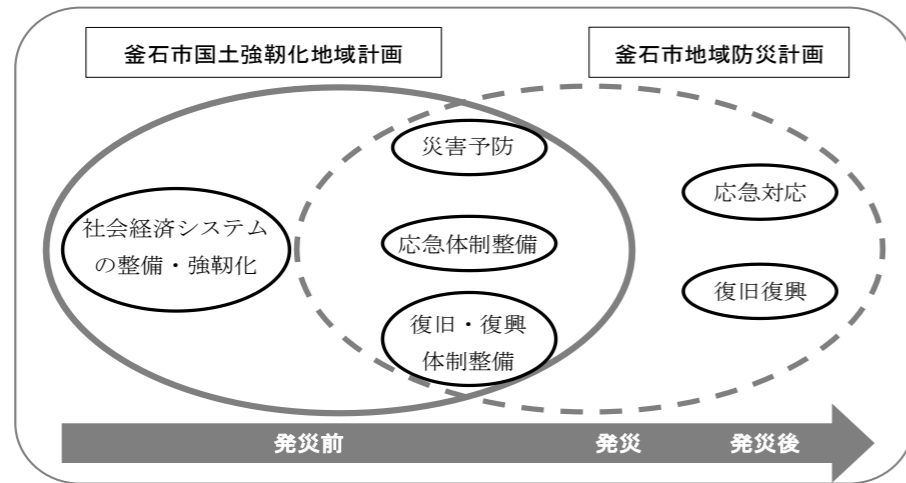 釜石市国土強靭化地域計画
釜石市地域防災計画
災害予防
社会経済システム
の整備・強靭化
応急体制整備
復旧・復興
体制整備
応急対応
復旧復興
発災前
発災
発災後